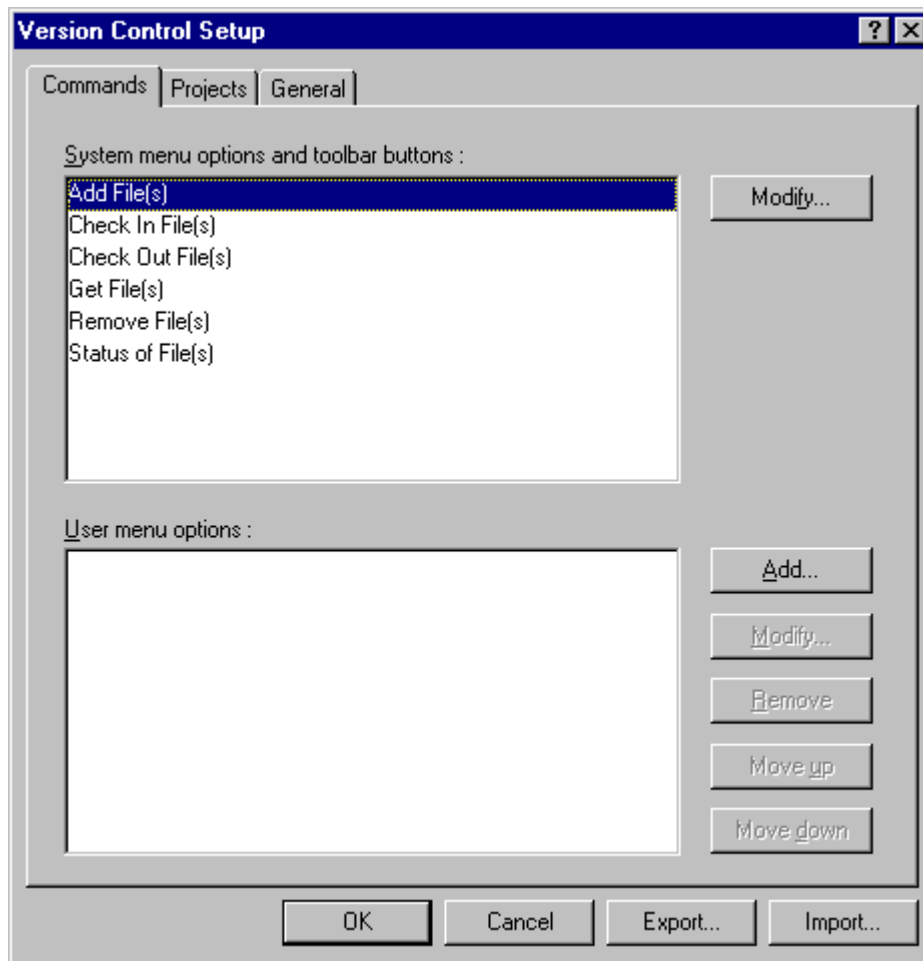 Version Control Setup
Commands Projects General
System menu options and toolbar buttons :
Add File(s)
Modify...
Check In File(s)
Check Out File(s)
Get File(s)
Remove File(s)
Status of File(s)
User menu options :
Add...
Modify...
Remove
Move up
Move down
OK Cancel Export... Import...